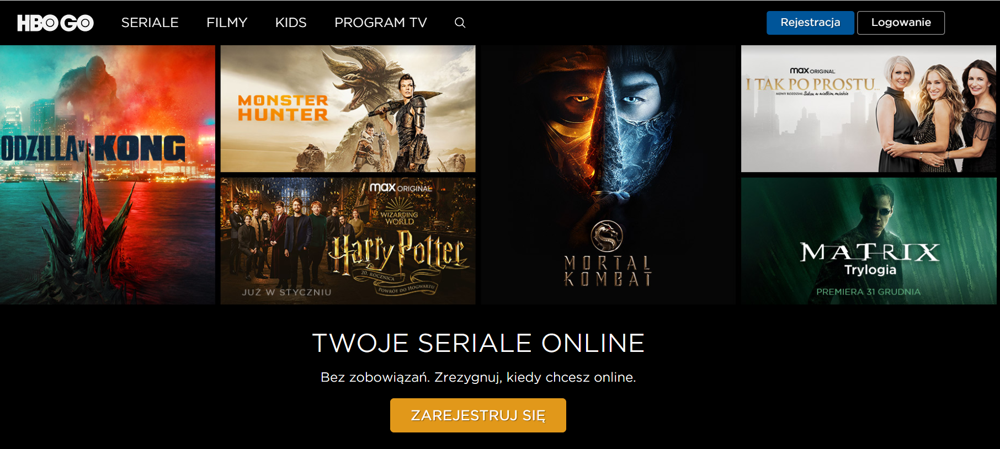 HBO GO
SERIALE
FILMY
KIDS
PROGRAM TV
Rejestracja
Logowanie
ODZILLA vs. KONG
MONSTER
HUNTER
max ORIGINAL
WIZARDING
WORLD
Harry Potter
20. ROCZNICA
POWRÓT DO HOGWARTU
JUŻ W STYCZNIU
MORTAL
KOMBAT
max ORIGINAL
I TAK PO PROSTU...
NOWY ROZDZIAŁ Seksu w wielkim mieście
MATRIX
Trylogia
PREMIERA 31 GRUDNIA
TWOJE SERIALE ONLINE
Bez zobowiązań. Zrezygnuj, kiedy chcesz online.
ZAREJESTRUJ SIĘ